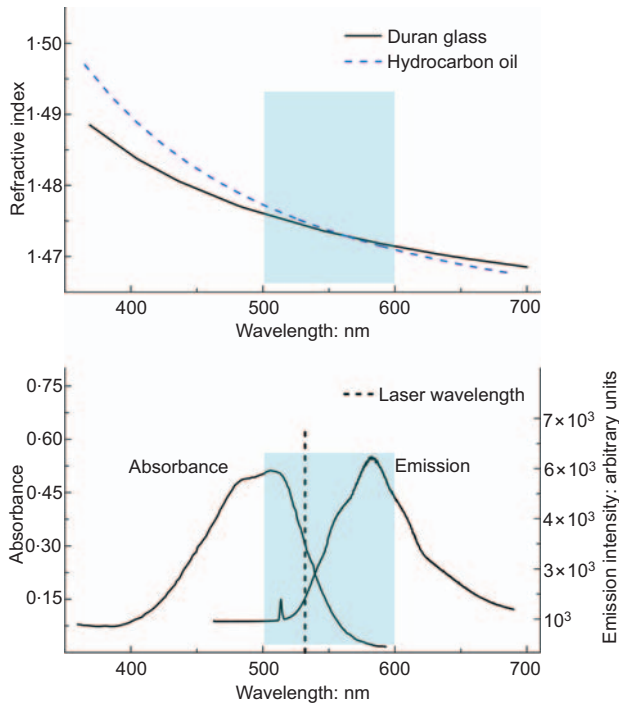 1·50
1·49
1·48
1·47
Refractive index
Duran glass
Hydrocarbon oil
400
500
600
700
Wavelength: nm
0·75
0·60
0·45
0·30
0·15
Absorbance
Laser wavelength
Absorbance
Emission
7×10³
6×10³
4×10³
3×10³
10³
Emission intensity: arbitrary units
400
500
600
700
Wavelength: nm